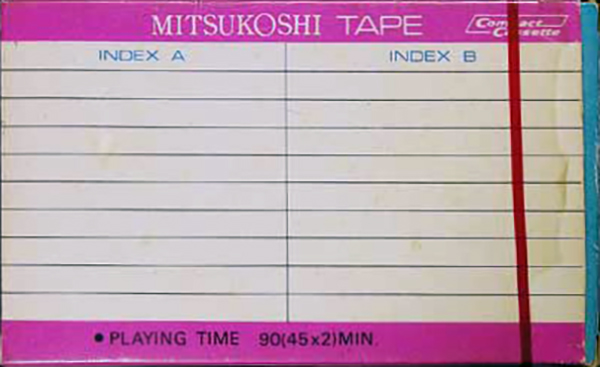 MITSUKOSHI TAPE
Compact Cassette
INDEX A
INDEX B
• PLAYING TIME 90(45x2)MIN.